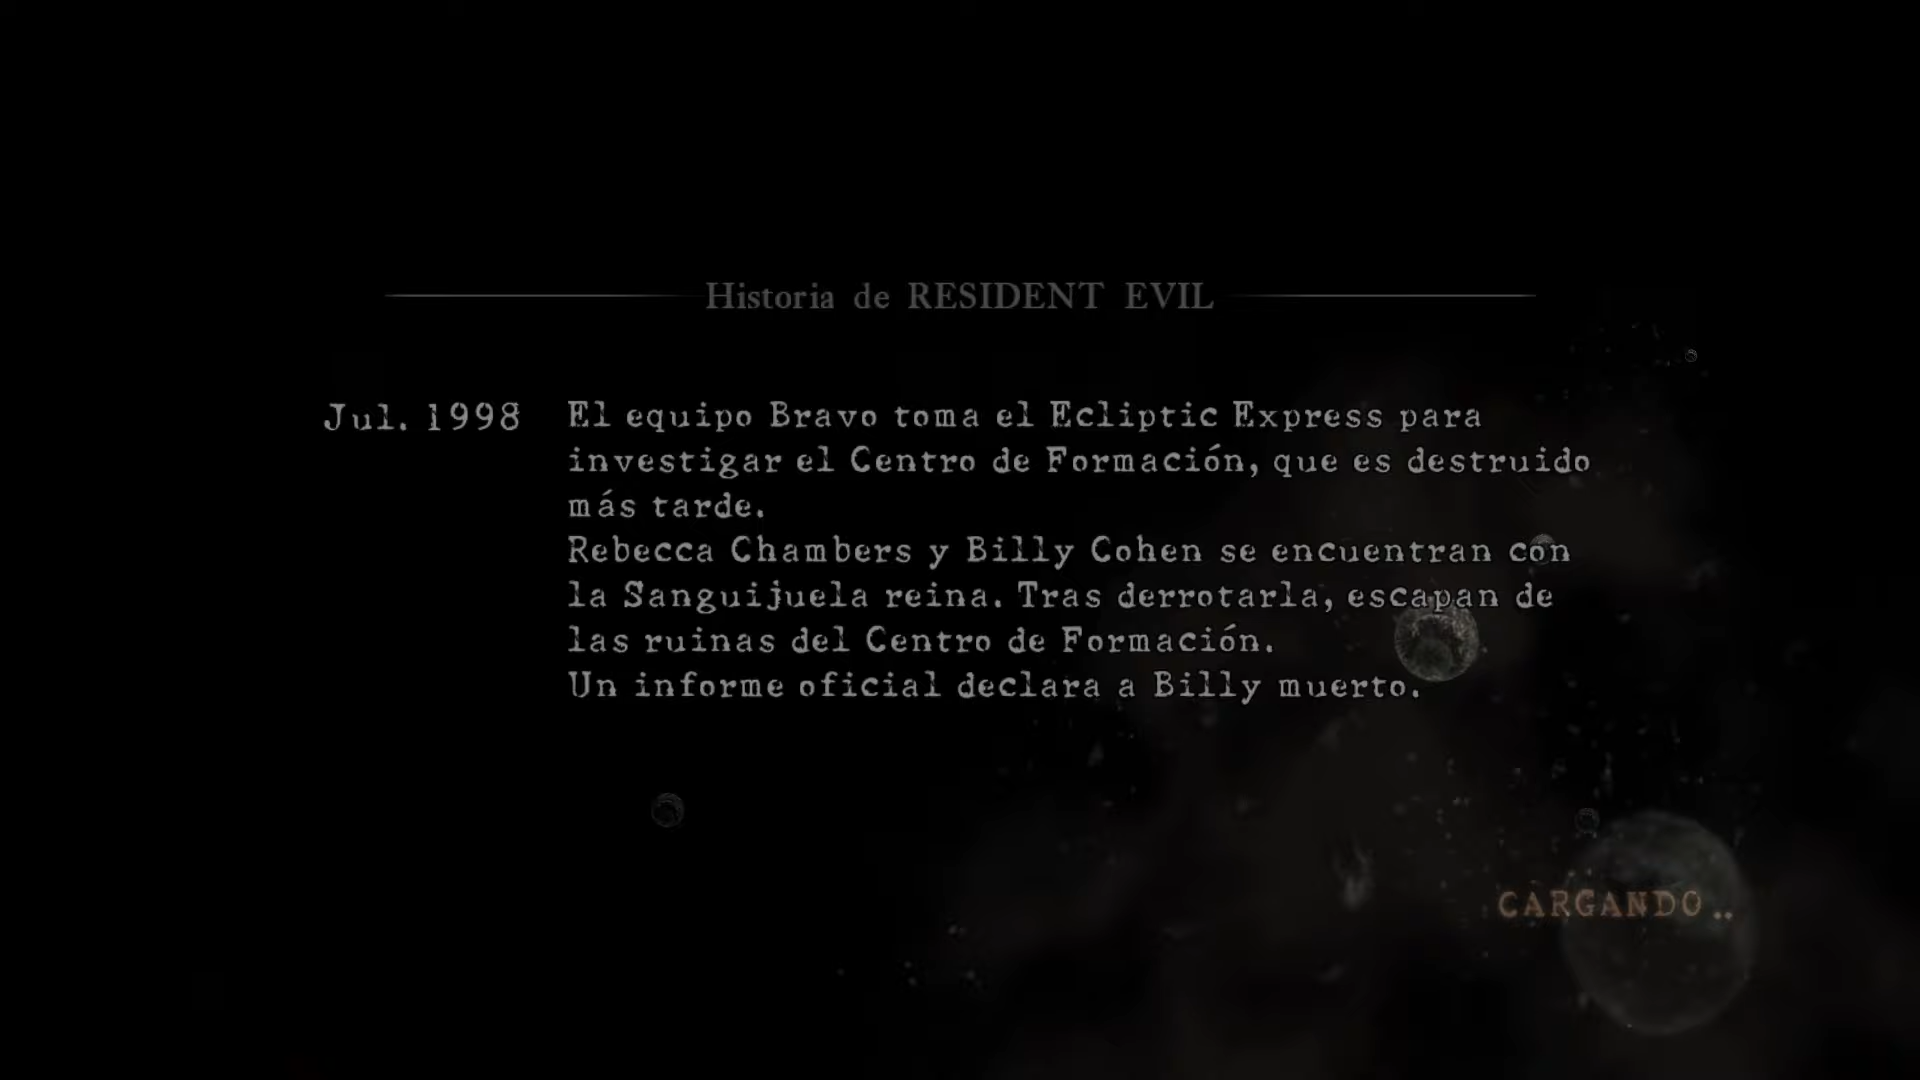 Historia de RESIDENT EVIL
Jul. 1998 El equipo Bravo toma el Ecliptic Express para
investigar el Centro de Formación, que es destruido
más tarde.
Rebecca Chambers y Billy Cohen se encuentran con
la Sanguijuela reina. Tras derrotarla, escapan de
las ruinas del Centro de Formación.
Un informe oficial declara a Billy muerto.
CARGANDO..